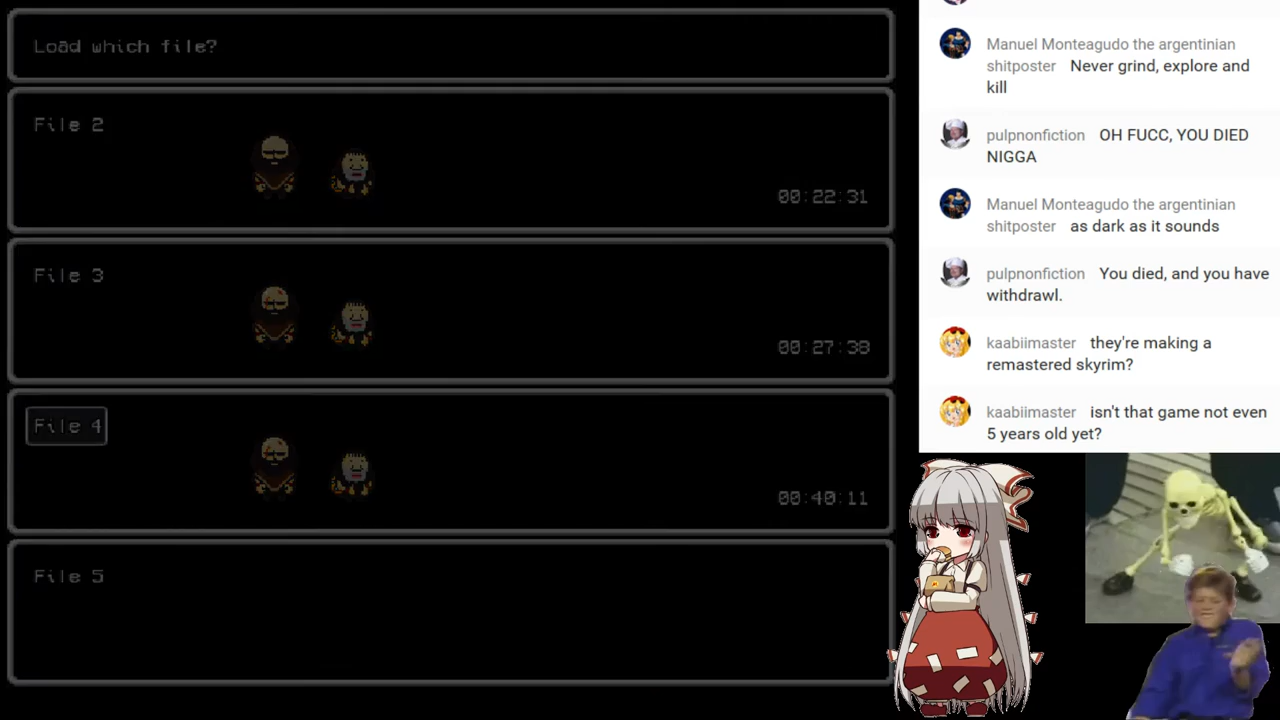 Load which file?
File 2
00:22:31
File 3
00:27:38
File 4
00:40:11
File 5
Manuel Monteagudo the argentinian
shitposter Never grind, explore and
kill
pulpnonfiction OH FUCC, YOU DIED
NIGGA
Manuel Monteagudo the argentinian
shitposter as dark as it sounds
pulpnonfiction You died, and you have
withdrawl.
kaabiimaster they're making a
remastered skyrim?
kaabiimaster isn't that game not even
5 years old yet?